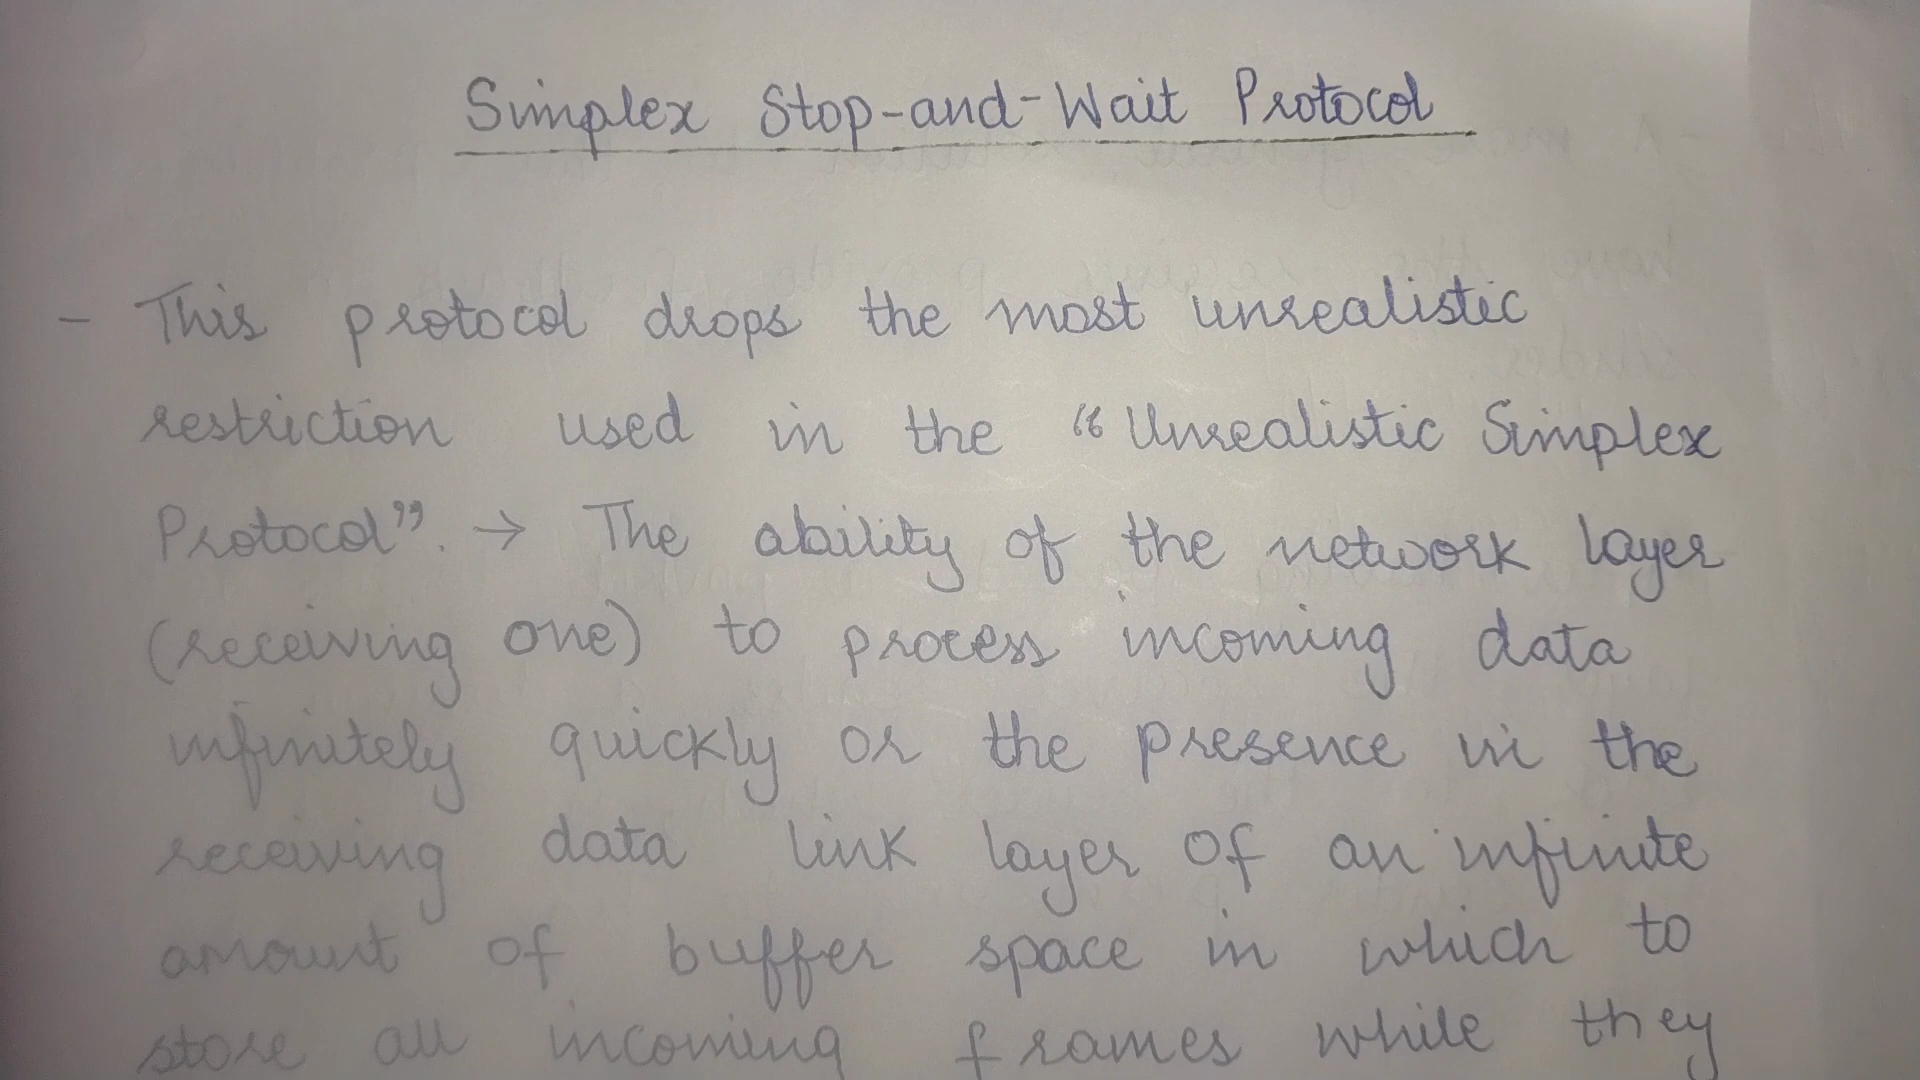 Simplex Stop-and-Wait Protocol
- This protocol drops the most unrealistic
restriction used in the “Unrealistic Simplex
Protocol”. → The ability of the network layer
(receiving one) to process incoming data
infinitely quickly or the presence in the
receiving data link layer of an infinite
amount of buffer space in which to
store all incoming frames while they